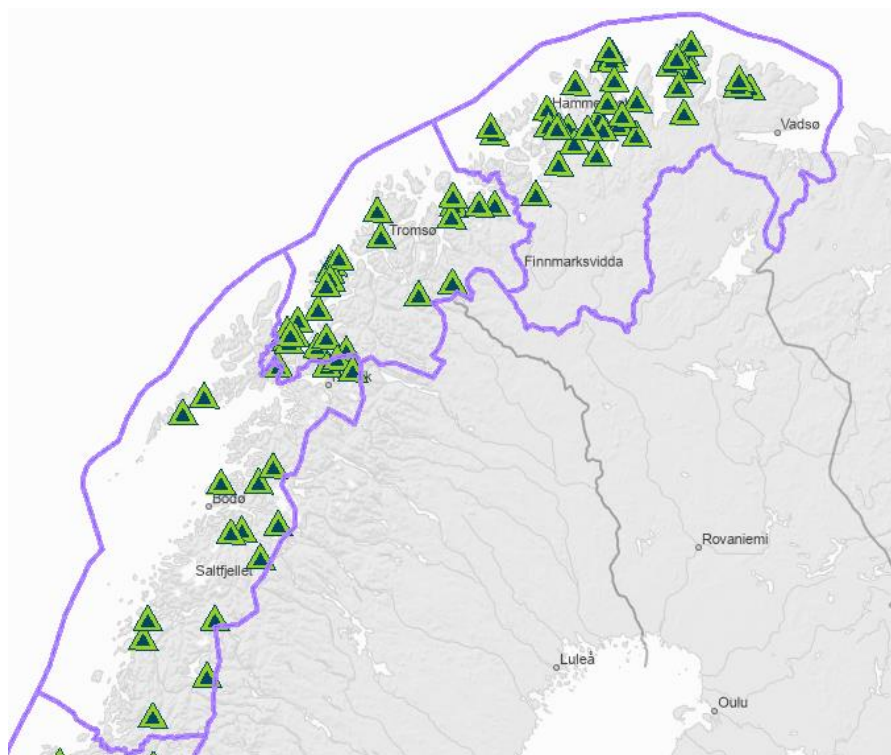 Vadsø
Tromsø
Finnmarksvidda
Bodø
Saltfjellet
Rovaniemi
Luleå
Oulu